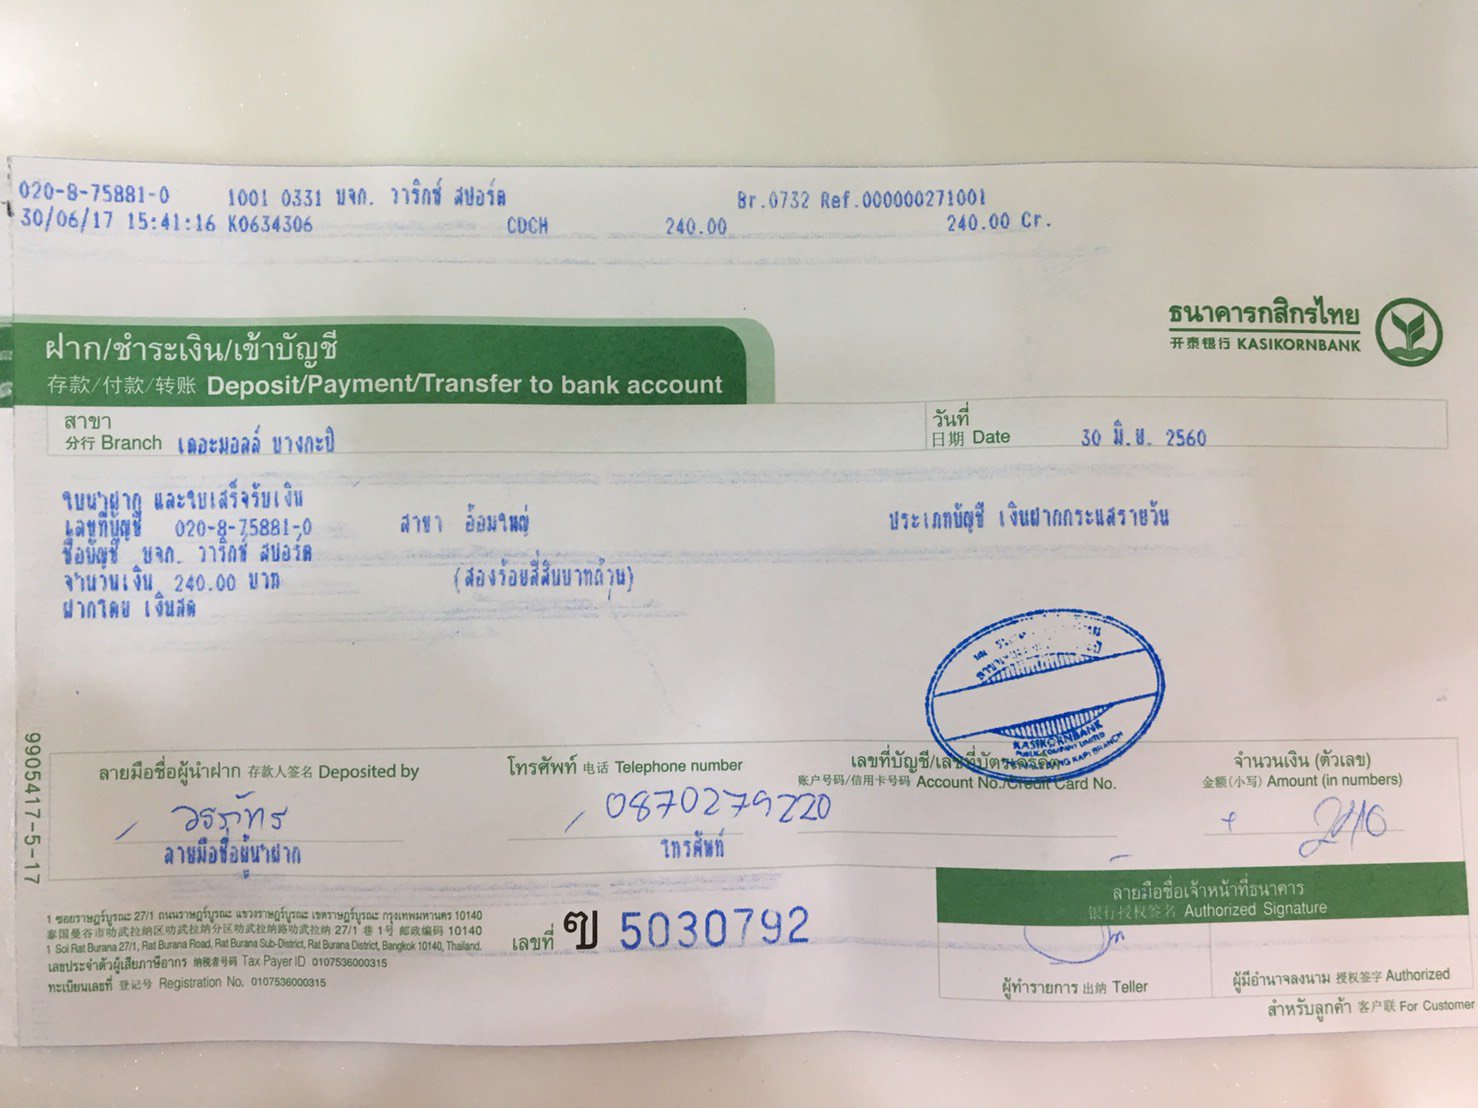 020-8-75881-0 1001 0331 บจก. วาริกซ์ สปอร์ต Br.0732 Ref.000000271001
30/06/17 15:41:16 K0634306 CDCH 240.00 240.00 Cr.
ธนาคารกสิกรไทย
开泰银行 KASIKORNBANK
ฝาก/ชำระเงิน/เข้าบัญชี
存款/付款/转账 Deposit/Payment/Transfer to bank account
สาขา
分行 Branch เดอะมอลล์ บางกะปิ
วันที่
日期 Date 30 มิ.ย. 2560
ใบนำฝาก และใบเสร็จรับเงิน
เลขที่บัญชี 020-8-75881-0 สาขา อ้อมใหญ่ ประเภทบัญชี เงินฝากกระแสรายวัน
ชื่อบัญชี บจก. วาริกซ์ สปอร์ต
จำนวนเงิน 240.00 บาท (สองร้อยสี่สิบบาทถ้วน)
ฝากโดย เงินสด
KASIKORNBANK
PUBLIC COMPANY LIMITED
BANG KAPI BRANCH
9905417-5-17
ลายมือชื่อผู้นำฝาก 存款人签名 Deposited by
วรภัทร
ลายมือชื่อผู้นำฝาก
โทรศัพท์ 电话 Telephone number
0870279220
โทรศัพท์
เลขที่บัญชี/เลขที่บัตรเครดิต
账户号码/信用卡号码 Account No./Credit Card No.
จำนวนเงิน (ตัวเลข)
金额(小写) Amount (in numbers)
240
ลายมือชื่อเจ้าหน้าที่ธนาคาร
银行授权签名 Authorized Signature
1 ซอยราษฎร์บูรณะ 27/1 ถนนราษฎร์บูรณะ แขวงราษฎร์บูรณะ เขตราษฎร์บูรณะ กรุงเทพมหานคร 10140
泰国曼谷市叻武拉纳区叻武拉纳分区叻武拉纳路叻武拉纳 27/1 巷 1号 邮政编码 10140
1 Soi Rat Burana 27/1, Rat Burana Road, Rat Burana Sub-District, Rat Burana District, Bangkok 10140, Thailand.
เลขประจำตัวผู้เสียภาษีอากร 纳税者号码 Tax Payer ID 0107536000315
ทะเบียนเลขที่ 登记号 Registration No. 0107536000315
เลขที่ ฃ 5030792
ผู้ทำรายการ 出纳 Teller
ผู้มีอำนาจลงนาม 授权签字 Authorized
สำหรับลูกค้า 客户联 For Customer